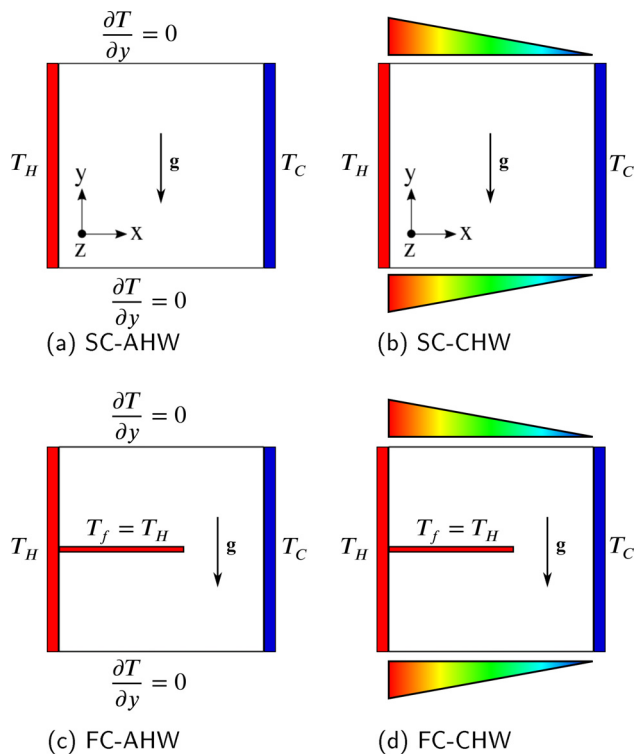 ∂T/∂y = 0
T_H
g
T_C
y
x
z
∂T/∂y = 0
(a) SC-AHW
T_H
g
T_C
y
x
z
(b) SC-CHW
∂T/∂y = 0
T_f = T_H
T_H
g
T_C
∂T/∂y = 0
(c) FC-AHW
T_f = T_H
T_H
g
T_C
(d) FC-CHW